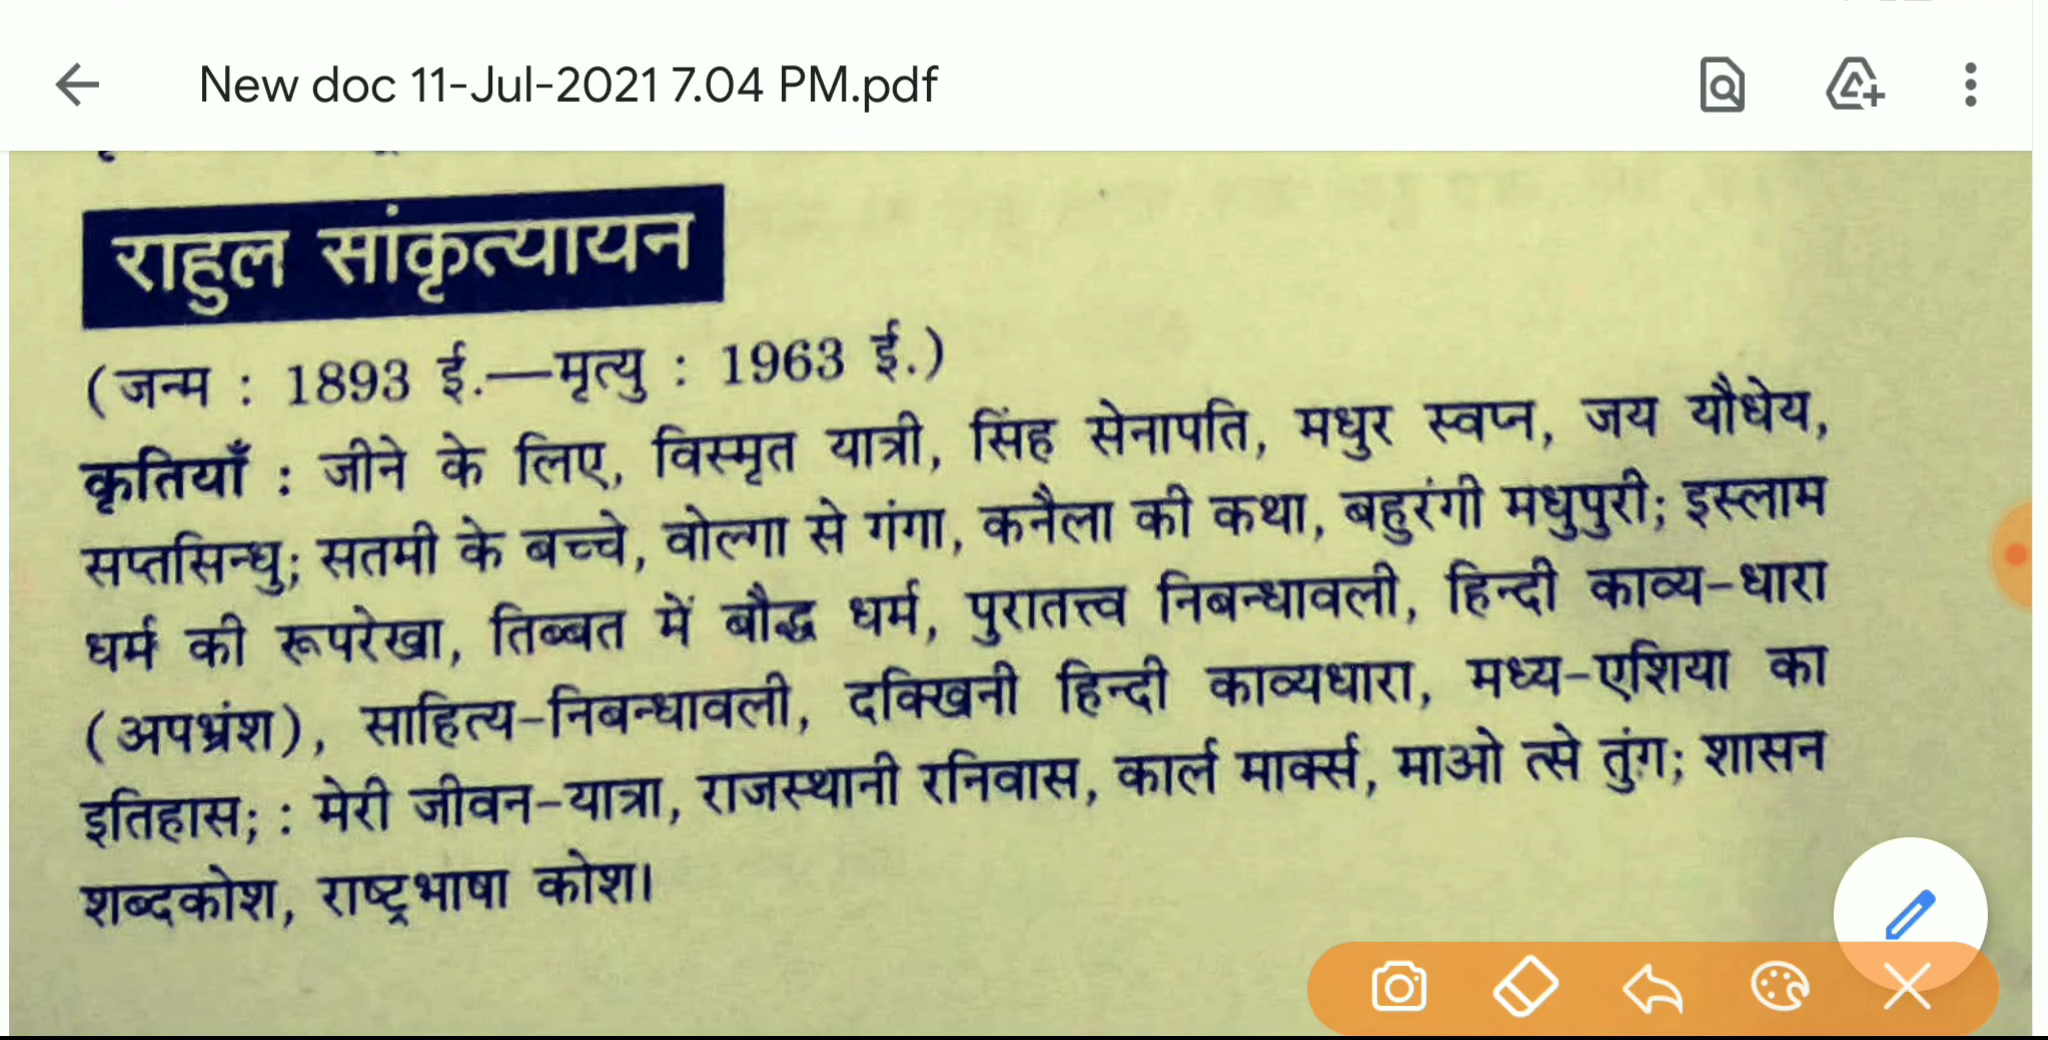 New doc 11-Jul-2021 7.04 PM.pdf
राहुल सांकृत्यायन
(जन्म : 1893 ई.—मृत्यु : 1963 ई.)
कृतियाँ : जीने के लिए, विस्मृत यात्री, सिंह सेनापति, मधुर स्वप्न, जय यौधेय,
सप्तसिन्धु; सतमी के बच्चे, वोल्गा से गंगा, कनैला की कथा, बहुरंगी मधुपुरी; इस्लाम
धर्म की रूपरेखा, तिब्बत में बौद्ध धर्म, पुरातत्त्व निबन्धावली, हिन्दी काव्य-धारा
(अपभ्रंश), साहित्य-निबन्धावली, दक्खिनी हिन्दी काव्यधारा, मध्य-एशिया का
इतिहास; : मेरी जीवन-यात्रा, राजस्थानी रनिवास, कार्ल मार्क्स, माओ त्से तुंग; शासन
शब्दकोश, राष्ट्रभाषा कोश।